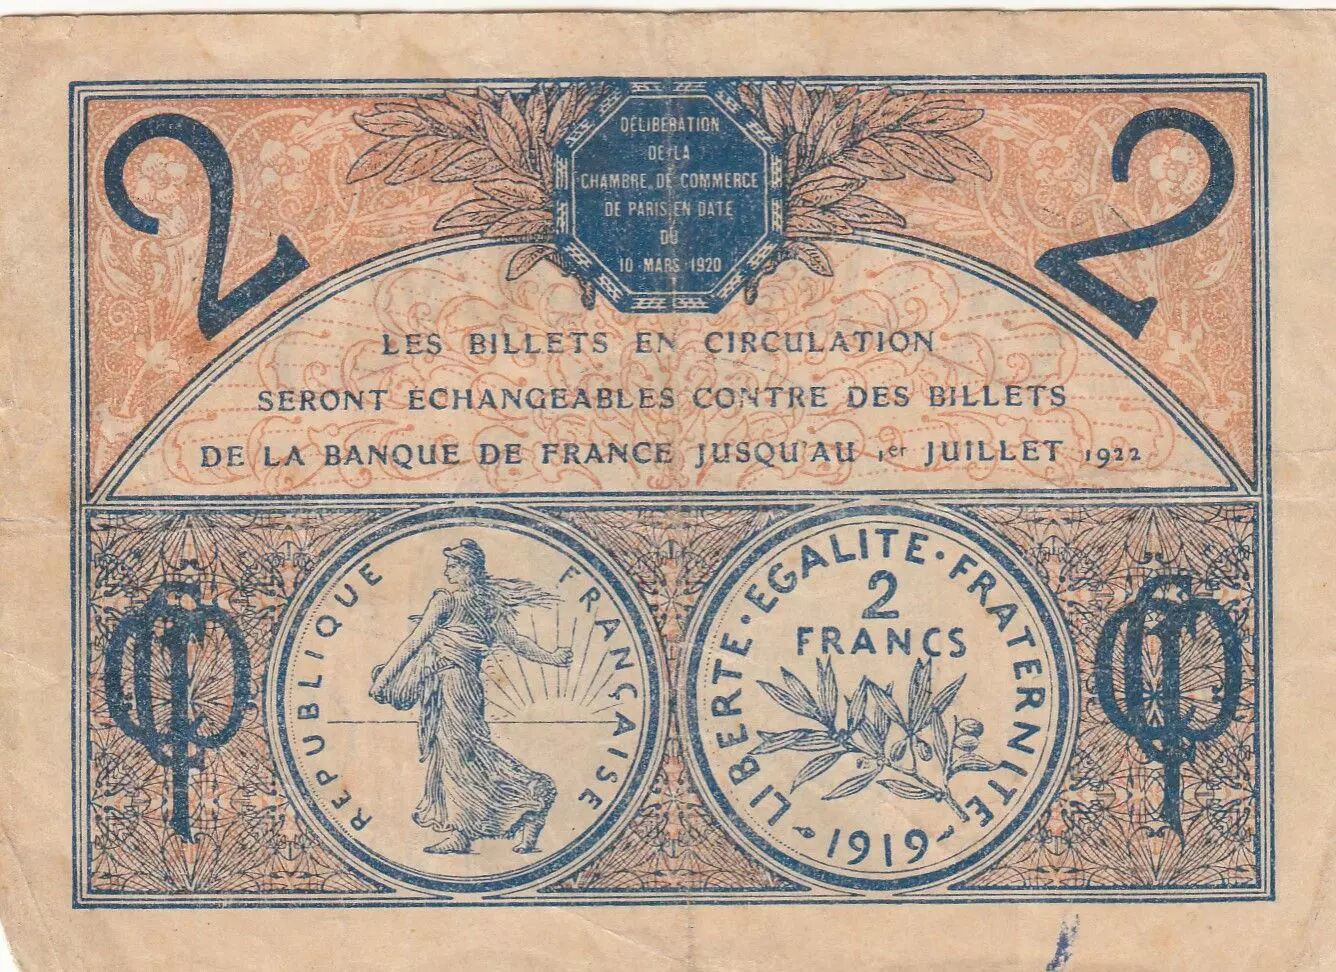 2
2
DÉLIBÉRATION
DE LA
CHAMBRE DE COMMERCE
DE PARIS EN DATE
DU
10 MARS 1920
LES BILLETS EN CIRCULATION
SERONT ÉCHANGEABLES CONTRE DES BILLETS
DE LA BANQUE DE FRANCE JUSQU'AU 1er JUILLET 1922
RÉPUBLIQUE FRANÇAISE
LIBERTE · EGALITE · FRATERNITE
2
FRANCS
1919